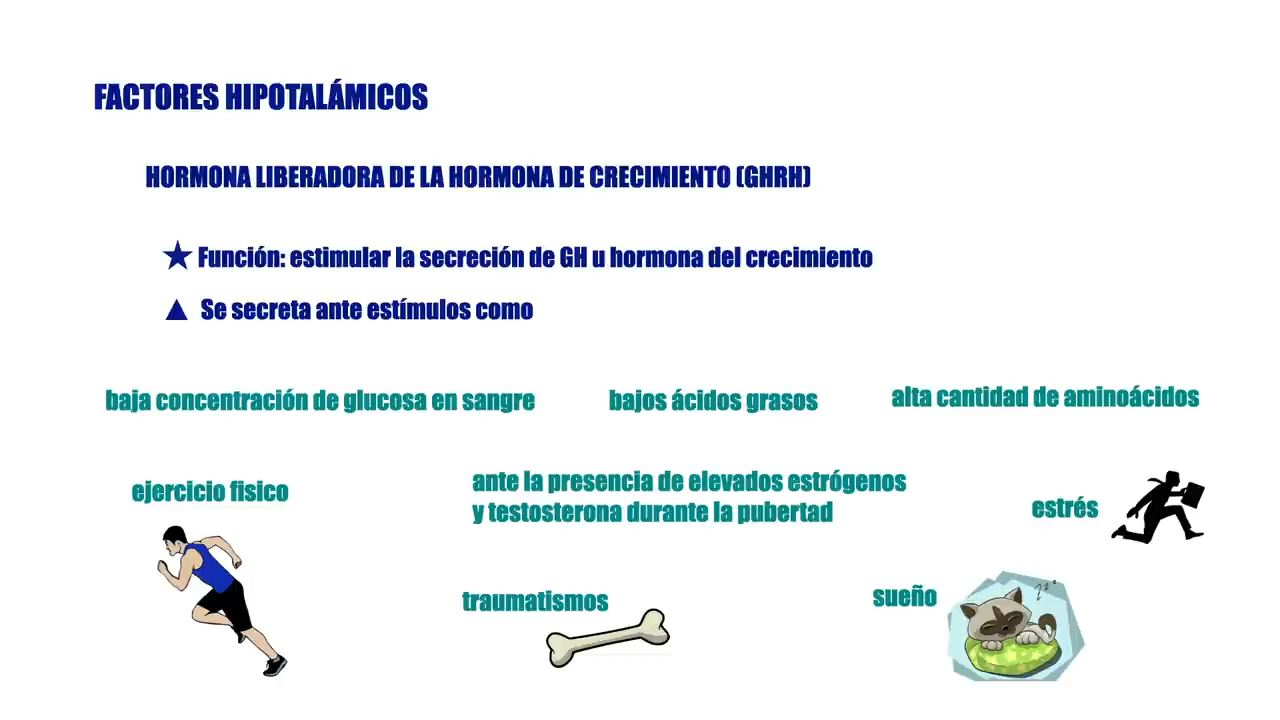 FACTORES HIPOTALÁMICOS
HORMONA LIBERADORA DE LA HORMONA DE CRECIMIENTO (GHRH)
Función: estimular la secreción de GH u hormona del crecimiento
Se secreta ante estímulos como
baja concentración de glucosa en sangre
bajos ácidos grasos
alta cantidad de aminoácidos
ejercicio fisico
ante la presencia de elevados estrógenos
y testosterona durante la pubertad
estrés
traumatismos
sueño
zzz